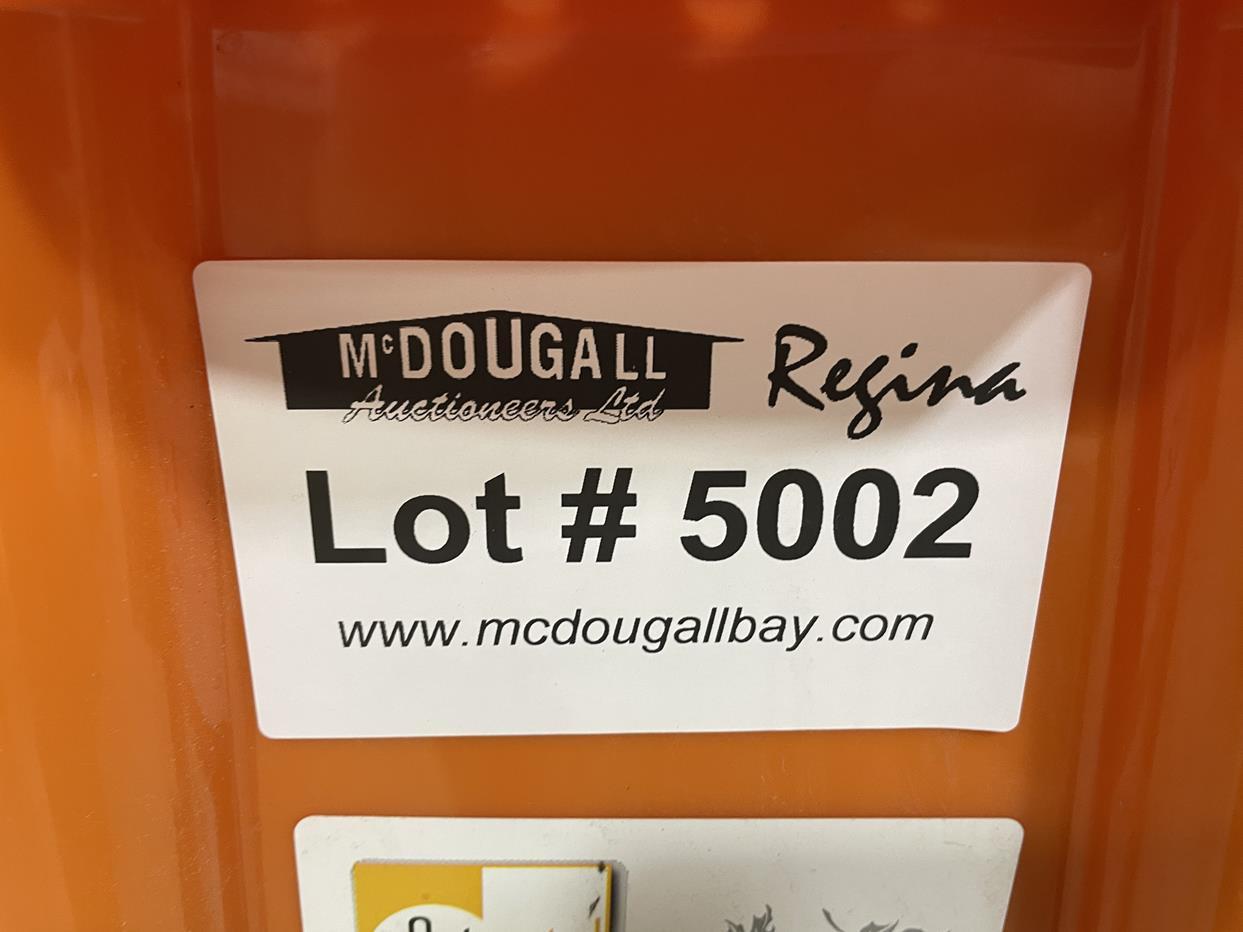 McDOUGALL
Auctioneers Ltd
Regina
Lot # 5002
www.mcdougallbay.com